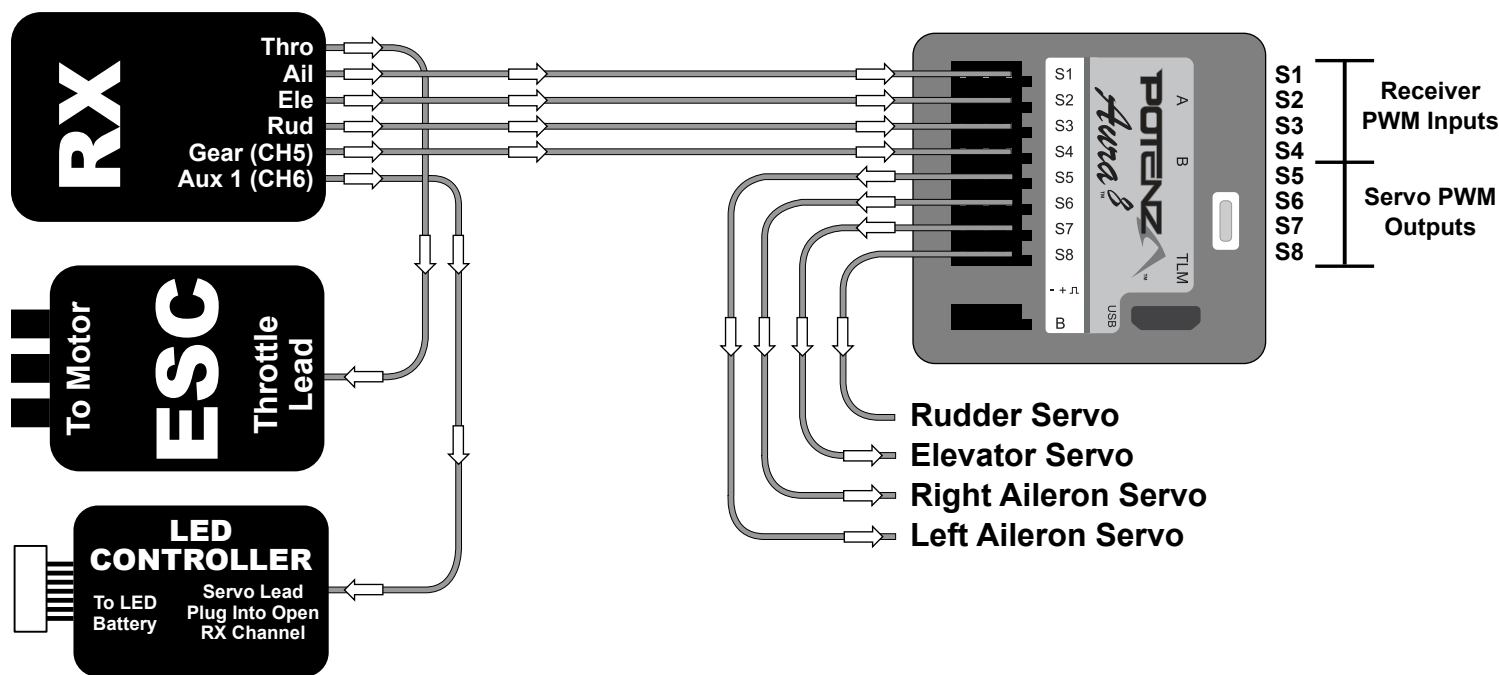 RX
Thro
Ail
Ele
Rud
Gear (CH5)
Aux 1 (CH6)
To Motor
ESC
Throttle
Lead
LED
CONTROLLER
To LED
Battery
Servo Lead
Plug Into Open
RX Channel
S1
S2
S3
S4
S5
S6
S7
S8
- +
B
POTENZA™
Aura 8™
A
B
TLM
USB
S1
S2
S3
S4
S5
S6
S7
S8
Receiver
PWM Inputs
Servo PWM
Outputs
Rudder Servo
Elevator Servo
Right Aileron Servo
Left Aileron Servo